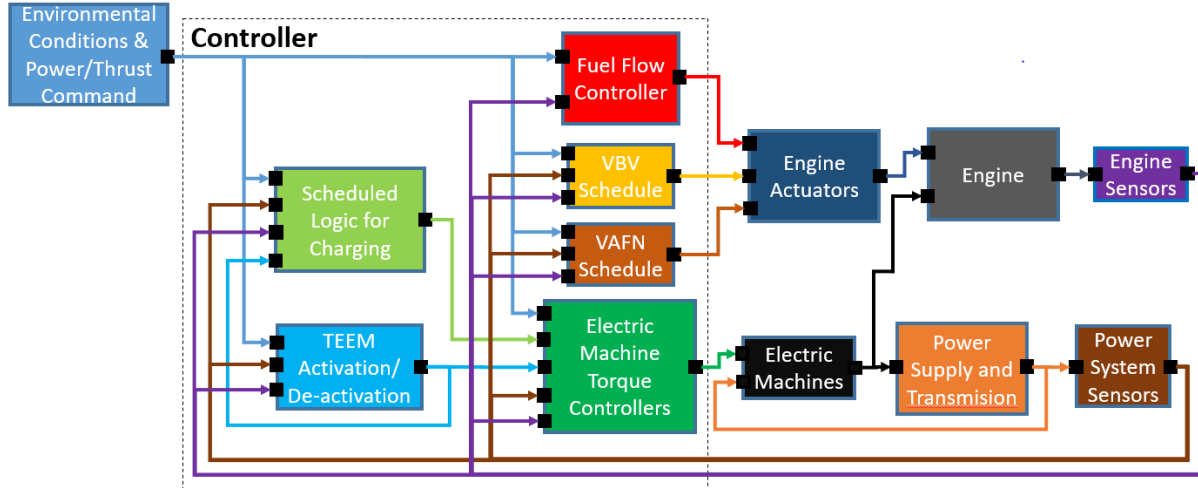 Environmental
Conditions &
Power/Thrust
Command
Controller
Fuel Flow
Controller
VBV
Schedule
Engine
Actuators
Engine
Engine
Sensors
Scheduled
Logic for
Charging
VAFN
Schedule
TEEM
Activation/
De-activation
Electric
Machine
Torque
Controllers
Electric
Machines
Power
Supply and
Transmision
Power
System
Sensors